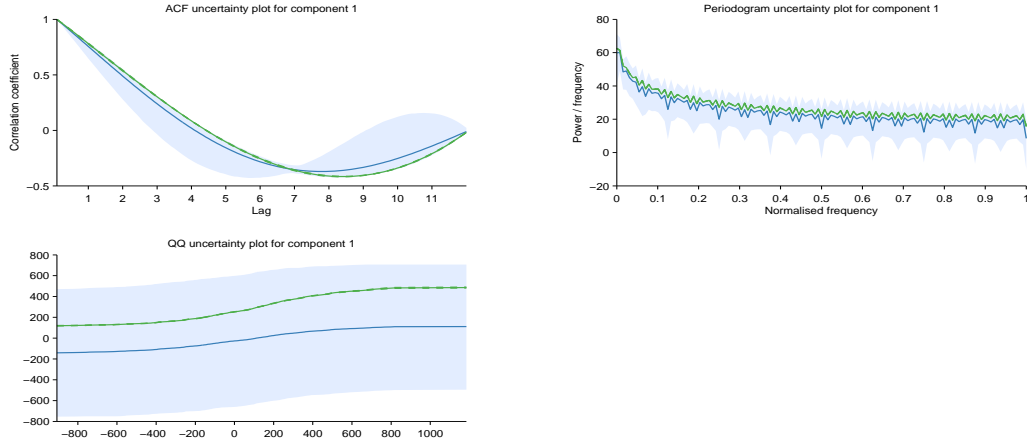 ACF uncertainty plot for component 1
Correlation coefficient
1
0.5
0
−0.5
1 2 3 4 5 6 7 8 9 10 11
Lag
Periodogram uncertainty plot for component 1
Power / frequency
80
60
40
20
0
−20
0 0.1 0.2 0.3 0.4 0.5 0.6 0.7 0.8 0.9 1
Normalised frequency
QQ uncertainty plot for component 1
800
600
400
200
0
−200
−400
−600
−800
−800 −600 −400 −200 0 200 400 600 800 1000